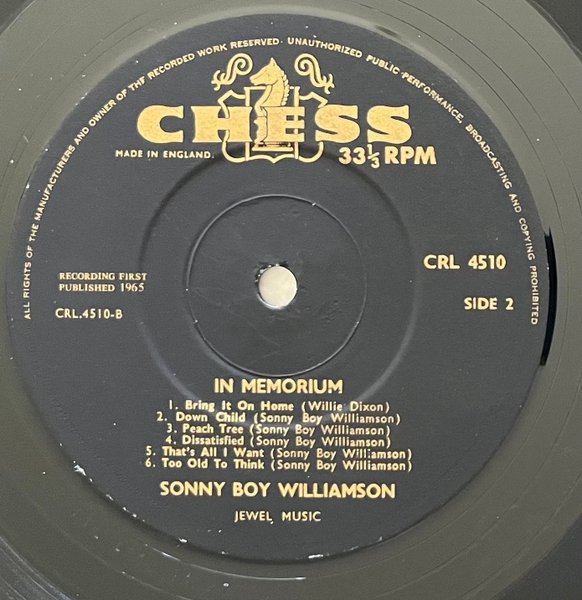 ALL RIGHTS OF THE MANUFACTURERS AND OWNER OF THE RECORDED WORK RESERVED. UNAUTHORIZED PUBLIC PERFORMANCE, BROADCASTING AND COPYING PROHIBITED
CHESS
MADE IN ENGLAND.
33⅓ RPM
CRL 4510
RECORDING FIRST
PUBLISHED 1965
SIDE 2
CRL.4510-B
IN MEMORIUM
1. Bring It On Home (Willie Dixon)
2. Down Child (Sonny Boy Williamson)
3. Peach Tree (Sonny Boy Williamson)
4. Dissatisfied (Sonny Boy Williamson)
5. That's All I Want (Sonny Boy Williamson)
6. Too Old To Think (Sonny Boy Williamson)
SONNY BOY WILLIAMSON
JEWEL MUSIC